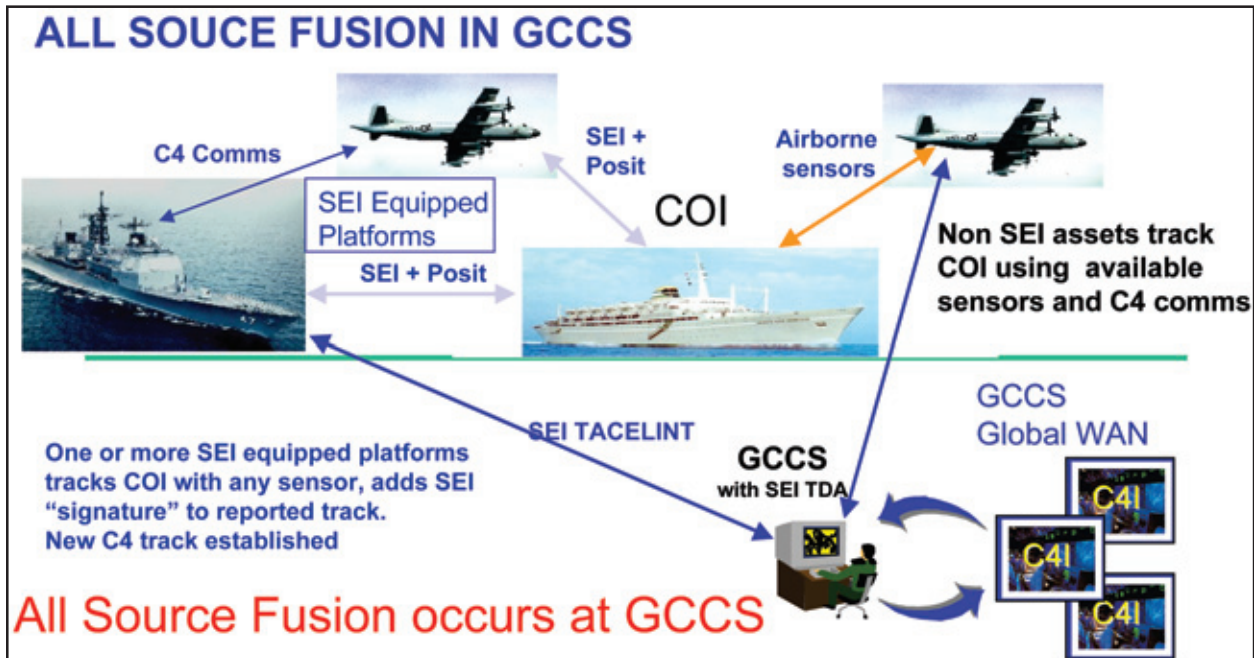 ALL SOUCE FUSION IN GCCS
C4 Comms
SEI +
Posit
Airborne
sensors
SEI Equipped
Platforms
COI
SEI + Posit
Non SEI assets track
COI using available
sensors and C4 comms
SEI TACELINT
One or more SEI equipped platforms
tracks COI with any sensor, adds SEI
“signature” to reported track.
New C4 track established
GCCS
with SEI TDA
GCCS
Global WAN
C4I
C4I
C4I
All Source Fusion occurs at GCCS